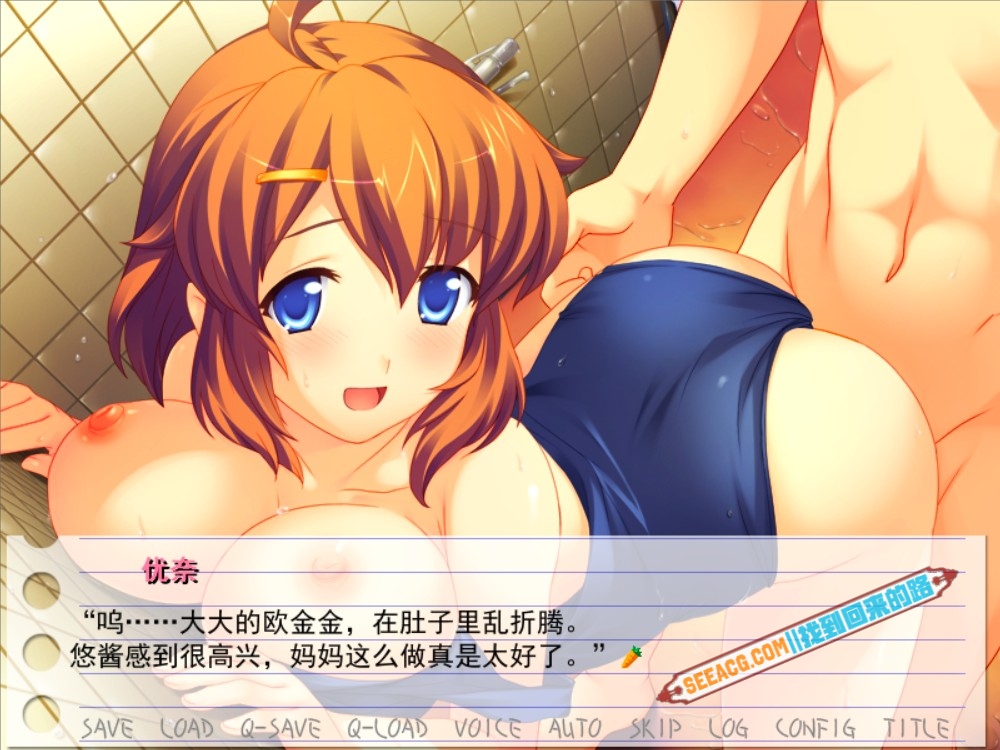 优奈
“呜……大大的欧金金，在肚子里乱折腾。
悠酱感到很高兴，妈妈这么做真是太好了。”
SEEACG.COM||找到回来的路
SAVE LOAD Q-SAVE Q-LOAD VOICE AUTO SKIP LOG CONFIG TITLE